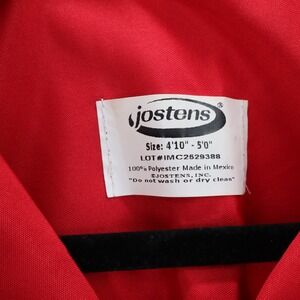 jostens®
Size: 4'10" - 5'0"
LOT#IMC2529388
100% Polyester Made in Mexico
©JOSTENS, INC.
"Do not wash or dry clean"